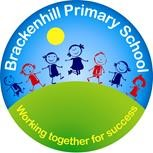 Brackenhill Primary School
Working together for success